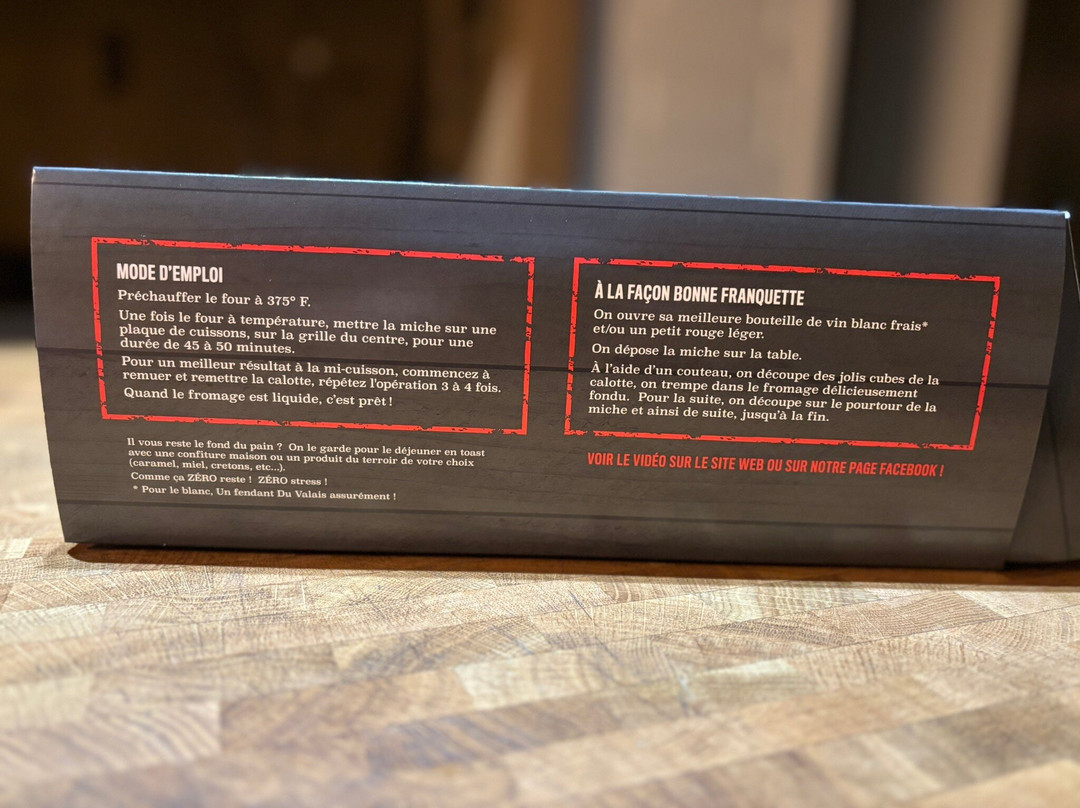 MODE D'EMPLOI
Préchauffer le four à 375° F.
Une fois le four à température, mettre la miche sur une
plaque de cuissons, sur la grille du centre, pour une
durée de 45 à 50 minutes.
Pour un meilleur résultat à la mi-cuisson, commencez à
remuer et remettre la calotte, répétez l'opération 3 à 4 fois.
Quand le fromage est liquide, c'est prêt !
Il vous reste le fond du pain ? On le garde pour le déjeuner en toast
avec une confiture maison ou un produit du terroir de votre choix
(caramel, miel, cretons, etc...).
Comme ça ZÉRO reste ! ZÉRO stress !
* Pour le blanc, Un fendant Du Valais assurément !
À LA FAÇON BONNE FRANQUETTE
On ouvre sa meilleure bouteille de vin blanc frais*
et/ou un petit rouge léger.
On dépose la miche sur la table.
À l'aide d'un couteau, on découpe des jolis cubes de la
calotte, on trempe dans le fromage délicieusement
fondu. Pour la suite, on découpe sur le pourtour de la
miche et ainsi de suite, jusqu'à la fin.
VOIR LE VIDÉO SUR LE SITE WEB OU SUR NOTRE PAGE FACEBOOK !